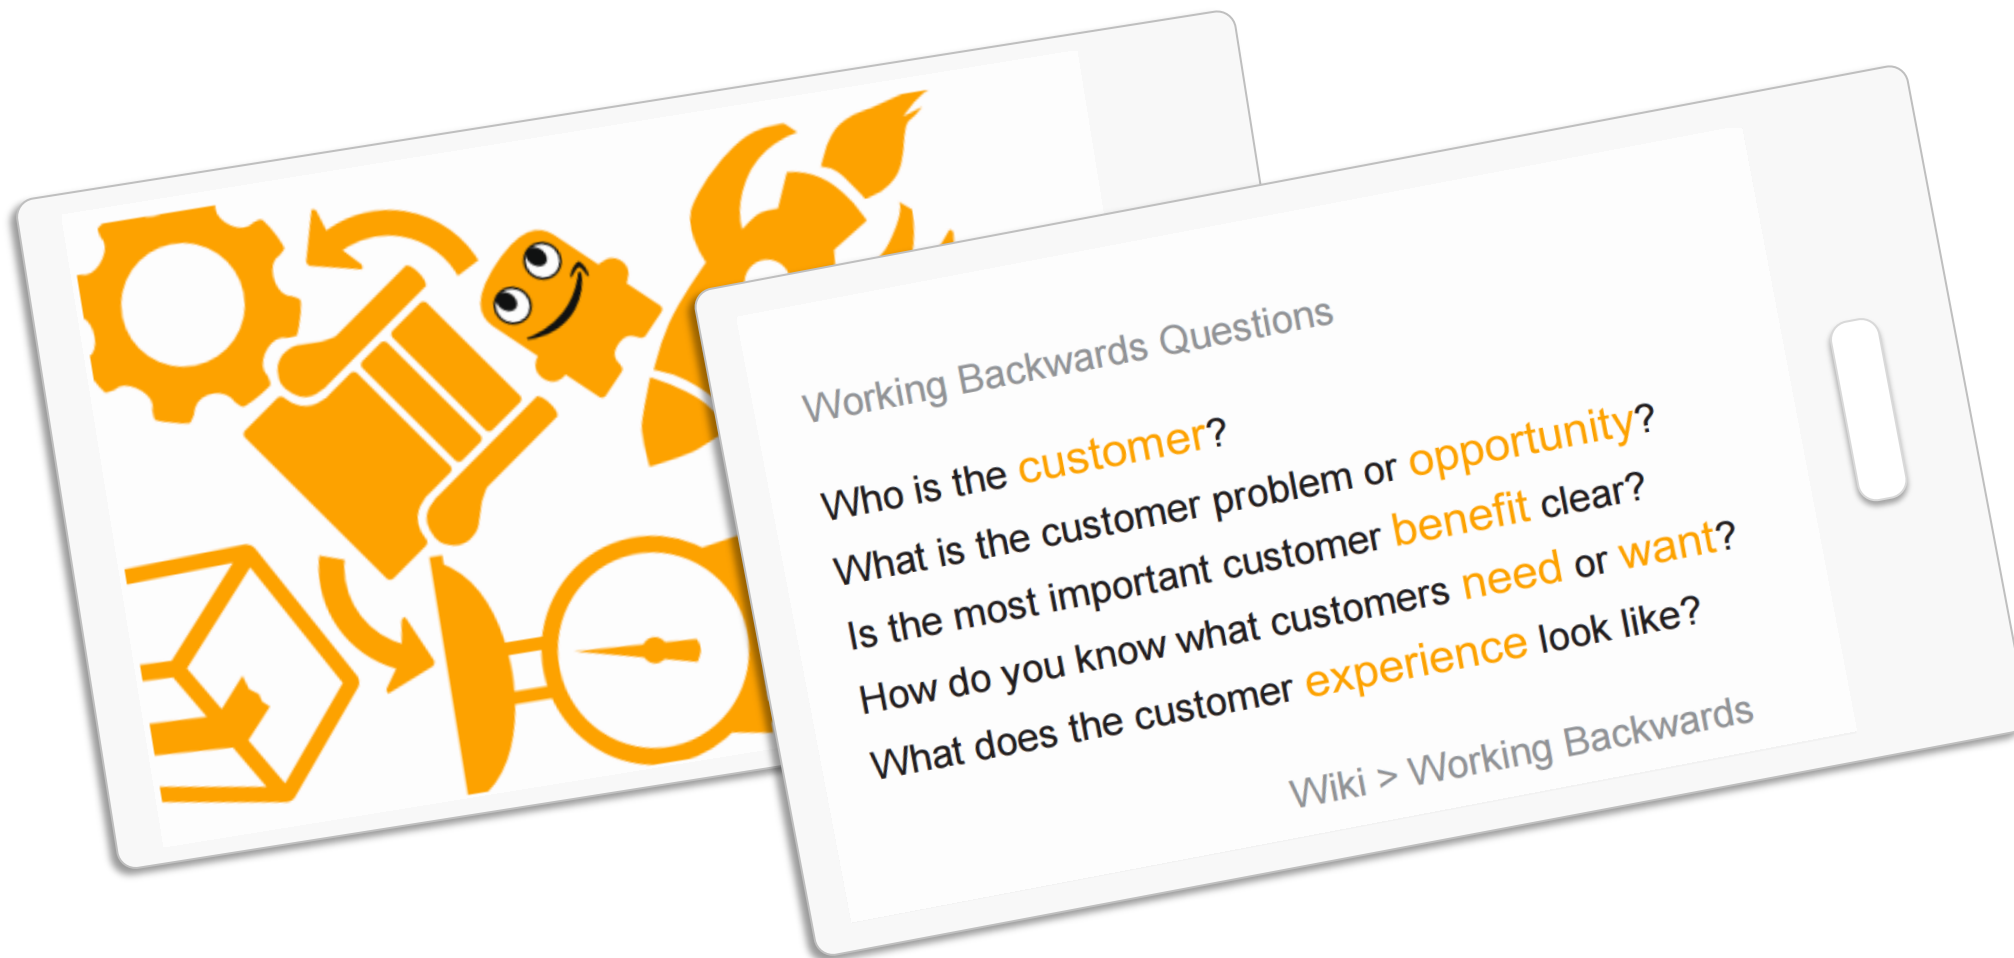 Working Backwards Questions
Who is the customer?
What is the customer problem or opportunity?
Is the most important customer benefit clear?
How do you know what customers need or want?
What does the customer experience look like?
Wiki > Working Backwards